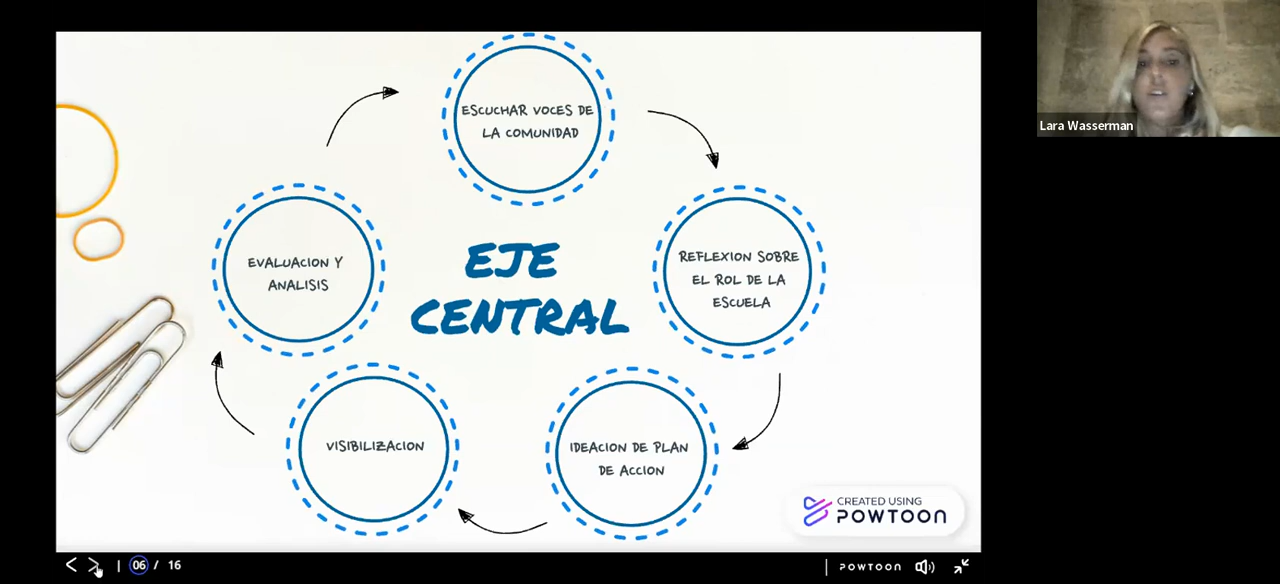 Lara Wasserman
ESCUCHAR VOCES DE
LA COMUNIDAD
REFLEXION SOBRE
EL ROL DE LA
ESCUELA
EVALUACION Y
ANALISIS
EJE
CENTRAL
VISIBILIZACION
IDEACION DE PLAN
DE ACCION
CREATED USING
POWTOON
06 / 16
POWTOON